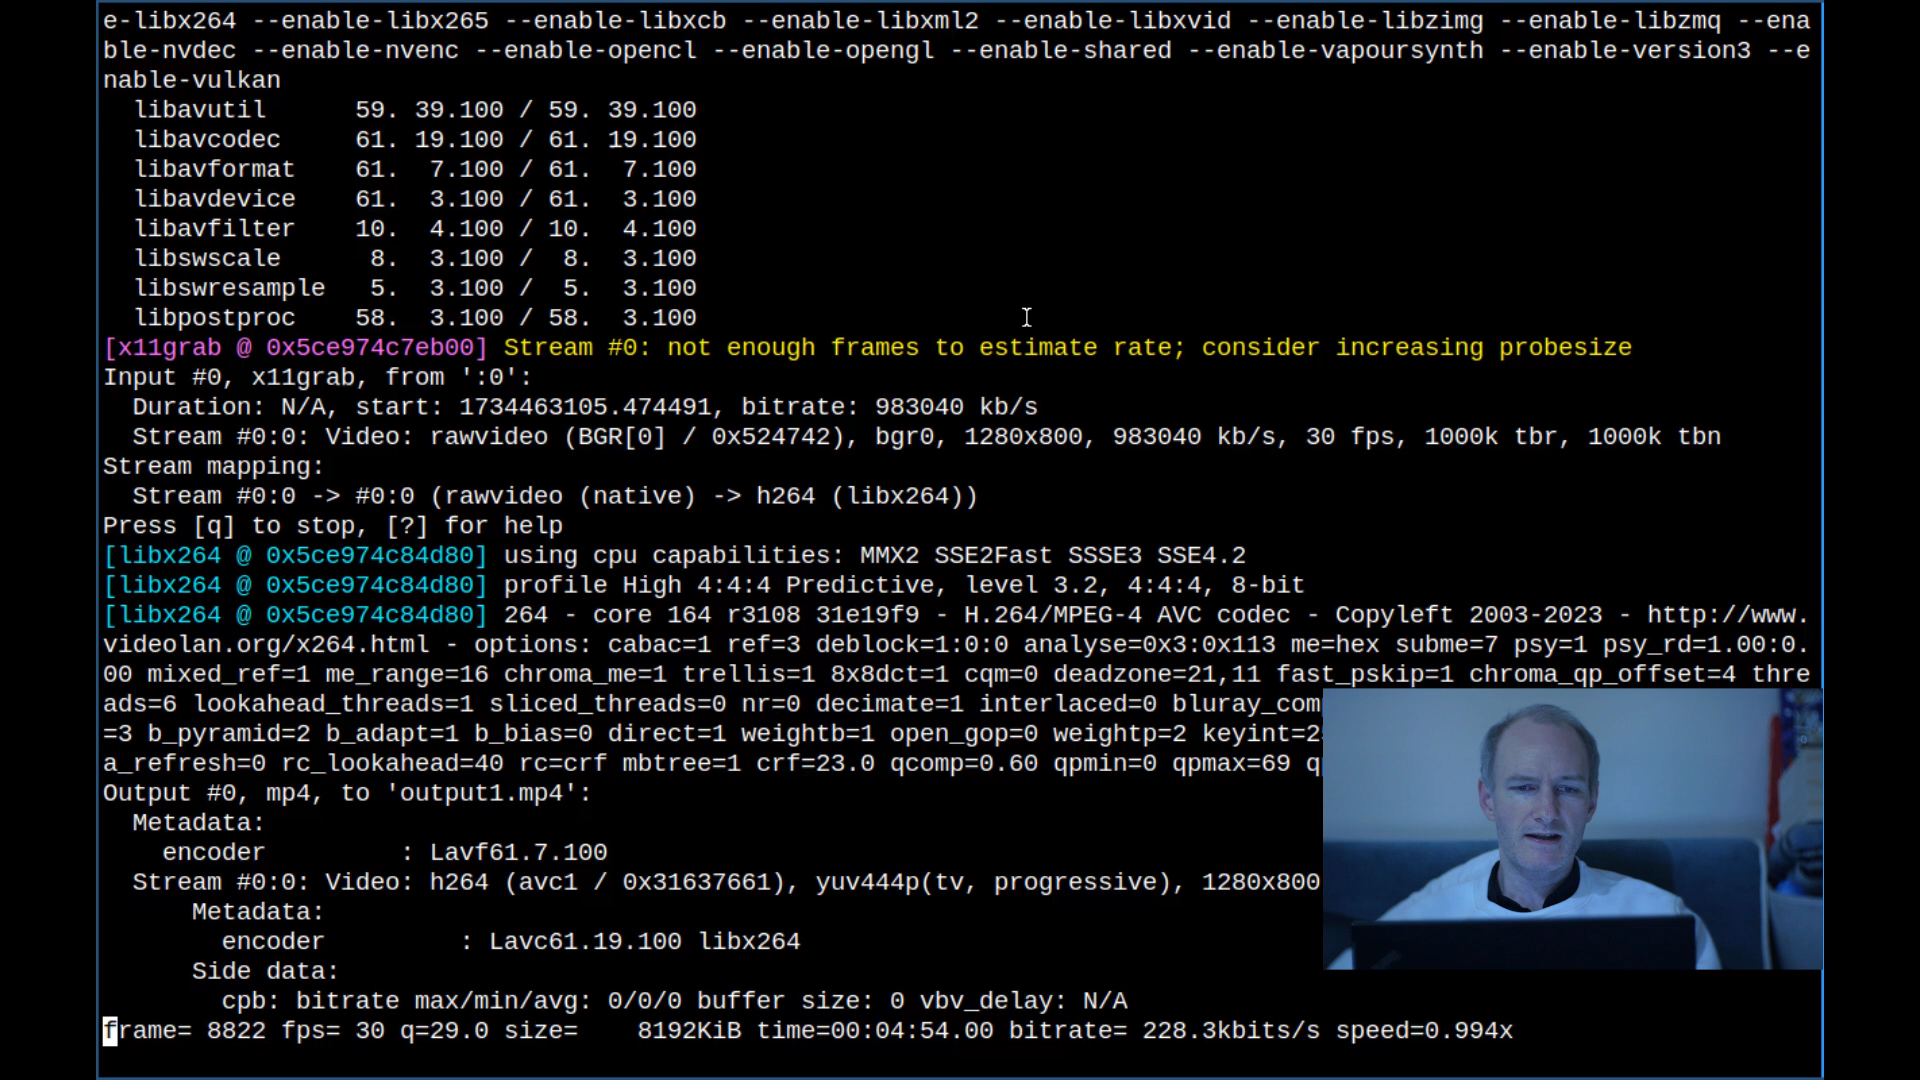 e-libx264 --enable-libx265 --enable-libxcb --enable-libxml2 --enable-libxvid --enable-libzimg --enable-libzmq --ena
ble-nvdec --enable-nvenc --enable-opencl --enable-opengl --enable-shared --enable-vapoursynth --enable-version3 --e
nable-vulkan
  libavutil      59. 39.100 / 59. 39.100
  libavcodec     61. 19.100 / 61. 19.100
  libavformat    61.  7.100 / 61.  7.100
  libavdevice    61.  3.100 / 61.  3.100
  libavfilter    10.  4.100 / 10.  4.100
  libswscale      8.  3.100 /  8.  3.100
  libswresample   5.  3.100 /  5.  3.100
  libpostproc    58.  3.100 / 58.  3.100
[x11grab @ 0x5ce974c7eb00] Stream #0: not enough frames to estimate rate; consider increasing probesize
Input #0, x11grab, from ':0':
  Duration: N/A, start: 1734463105.474491, bitrate: 983040 kb/s
  Stream #0:0: Video: rawvideo (BGR[0] / 0x524742), bgr0, 1280x800, 983040 kb/s, 30 fps, 1000k tbr, 1000k tbn
Stream mapping:
  Stream #0:0 -> #0:0 (rawvideo (native) -> h264 (libx264))
Press [q] to stop, [?] for help
[libx264 @ 0x5ce974c84d80] using cpu capabilities: MMX2 SSE2Fast SSSE3 SSE4.2
[libx264 @ 0x5ce974c84d80] profile High 4:4:4 Predictive, level 3.2, 4:4:4, 8-bit
[libx264 @ 0x5ce974c84d80] 264 - core 164 r3108 31e19f9 - H.264/MPEG-4 AVC codec - Copyleft 2003-2023 - http://www.
videolan.org/x264.html - options: cabac=1 ref=3 deblock=1:0:0 analyse=0x3:0x113 me=hex subme=7 psy=1 psy_rd=1.00:0.
00 mixed_ref=1 me_range=16 chroma_me=1 trellis=1 8x8dct=1 cqm=0 deadzone=21,11 fast_pskip=1 chroma_qp_offset=4 thre
ads=6 lookahead_threads=1 sliced_threads=0 nr=0 decimate=1 interlaced=0
=3 b_pyramid=2 b_adapt=1 b_bias=0 direct=1 weightb=1 open_gop=0 weightp=2
a_refresh=0 rc_lookahead=40 rc=crf mbtree=1 crf=23.0 qcomp=0.60 qpmin=0 qpmax=69
Output #0, mp4, to 'output1.mp4':
  Metadata:
    encoder         : Lavf61.7.100
  Stream #0:0: Video: h264 (avc1 / 0x31637661), yuv444p(tv, progressive), 1280x800
      Metadata:
        encoder         : Lavc61.19.100 libx264
      Side data:
        cpb: bitrate max/min/avg: 0/0/0 buffer size: 0 vbv_delay: N/A
frame= 8822 fps= 30 q=29.0 size=    8192KiB time=00:04:54.00 bitrate= 228.3kbits/s speed=0.994x